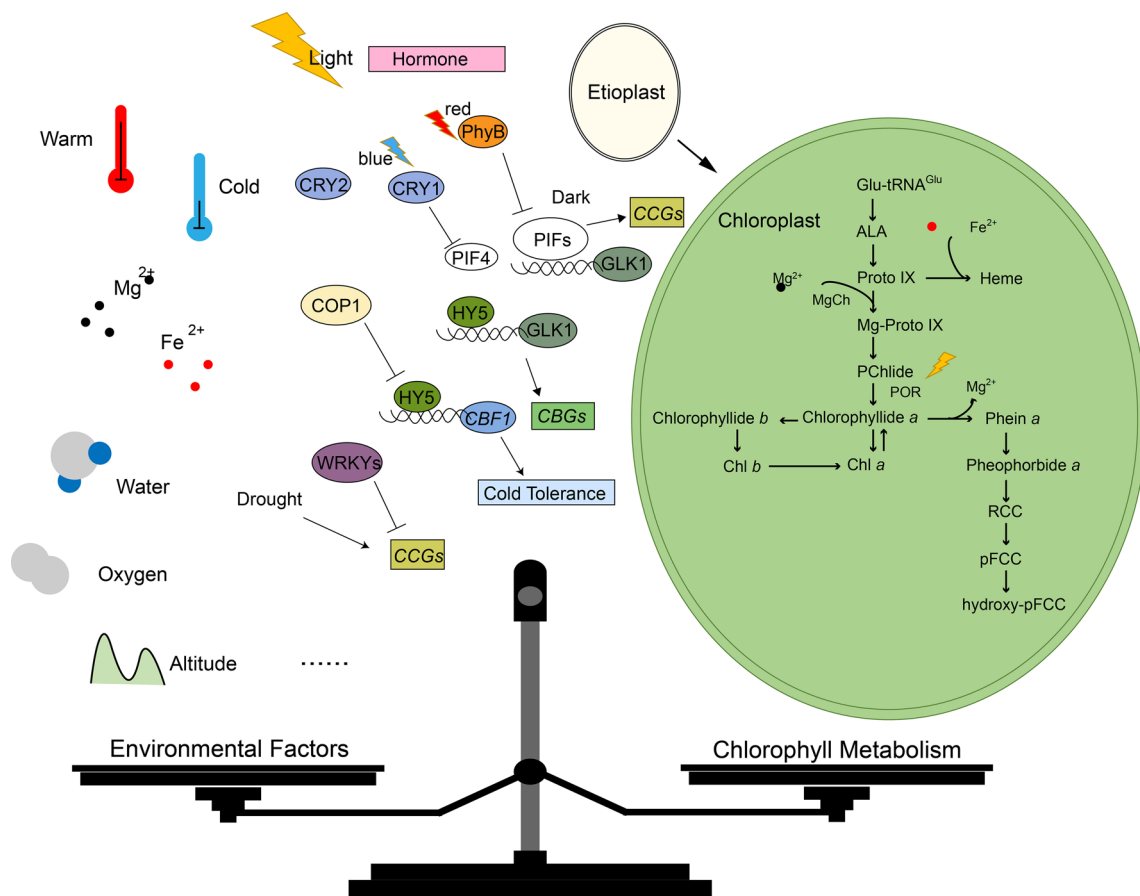 Light
Hormone
Etioplast
Warm
Cold
red
PhyB
blue
CRY2
CRY1
Dark
CCGs
PIF4
PIFs
GLK1
Mg2+
Fe 2+
COP1
HY5
GLK1
HY5
CBF1
CBGs
WRKYs
Cold Tolerance
Drought
CCGs
Water
Oxygen
Altitude
......
Chloroplast
Glu-tRNAGlu
ALA
Fe2+
Proto IX
Heme
Mg2+
MgCh
Mg-Proto IX
PChlide
POR
Mg2+
Chlorophyllide b
Chlorophyllide a
Phein a
Chl b
Chl a
Pheophorbide a
RCC
pFCC
hydroxy-pFCC
Environmental Factors
Chlorophyll Metabolism